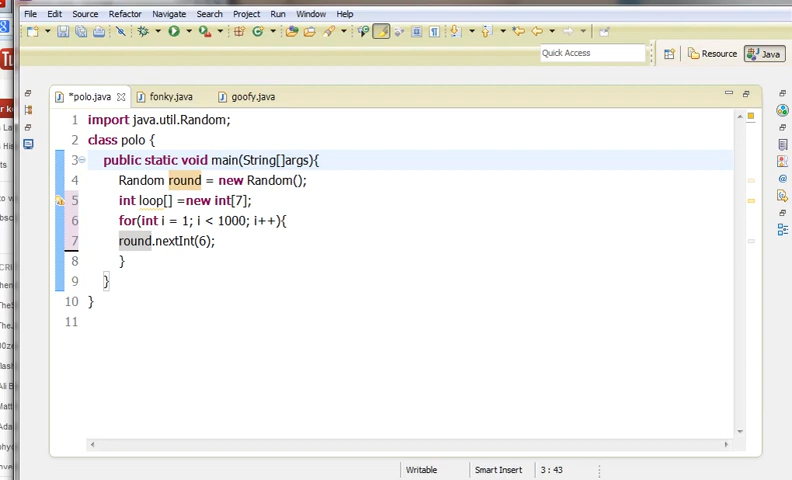 File Edit Source Refactor Navigate Search Project Run Window Help
Quick Access
Resource
Java
*polo.java
fonky.java
goofy.java
1 import java.util.Random;
2 class polo {
3 public static void main(String[]args){
4 Random round = new Random();
5 int loop[] =new int[7];
6 for(int i = 1; i < 1000; i++){
7 round.nextInt(6);
8 }
9 }
10 }
11
Writable
Smart Insert
3 : 43